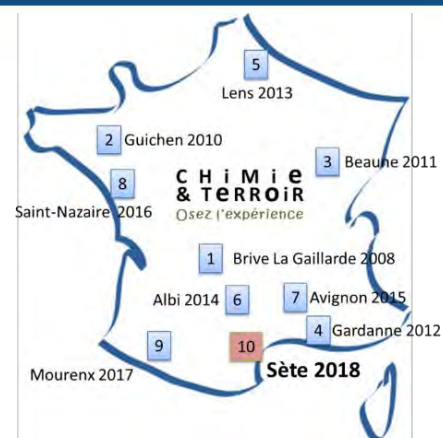 5
Lens 2013
2 Guichen 2010
3 Beaune 2011
CHiMie
& TeRROiR
Osez l'expérience
8
Saint-Nazaire 2016
1 Brive La Gaillarde 2008
Albi 2014 6
7 Avignon 2015
4 Gardanne 2012
9
Mourenx 2017
10
Sète 2018